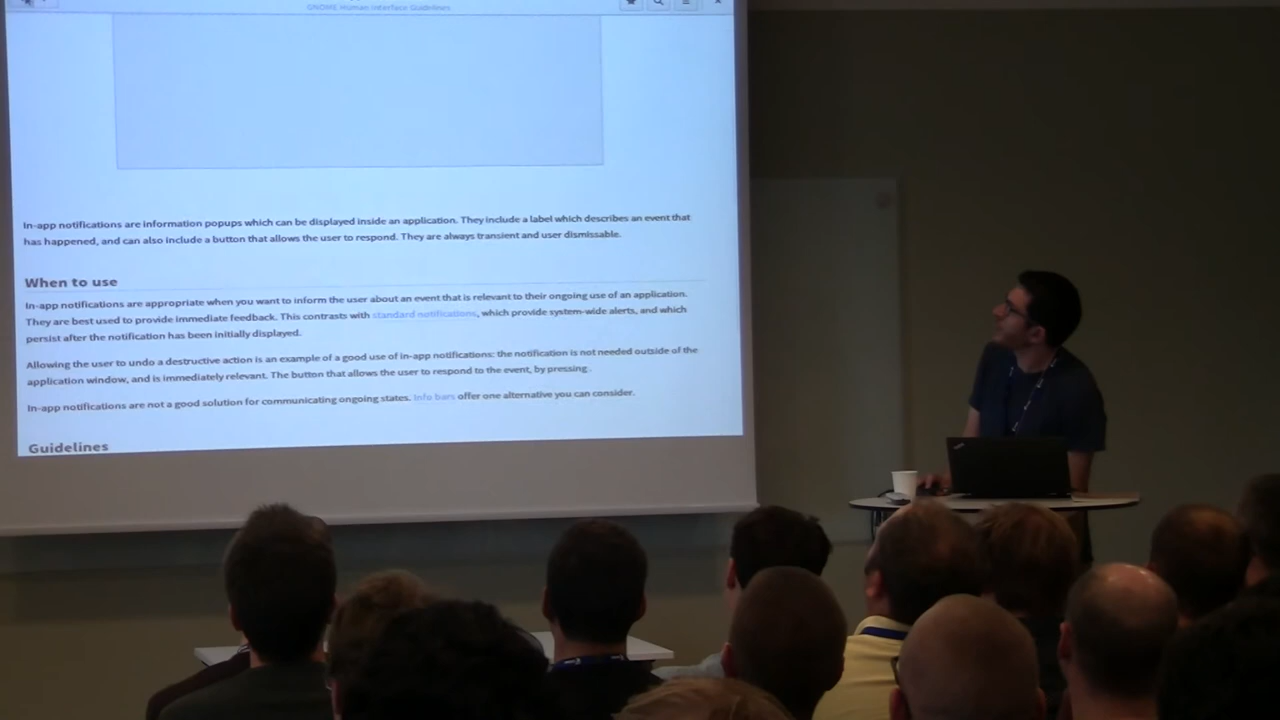 GNOME Human Interface Guidelines
In-app notifications are information popups which can be displayed inside an application. They include a label which describes an event that
has happened, and can also include a button that allows the user to respond. They are always transient and user dismissable.
When to use
In-app notifications are appropriate when you want to inform the user about an event that is relevant to their ongoing use of an application.
They are best used to provide immediate feedback. This contrasts with standard notifications, which provide system-wide alerts, and which
persist after the notification has been initially displayed.
Allowing the user to undo a destructive action is an example of a good use of in-app notifications: the notification is not needed outside of the
application window, and is immediately relevant. The button that allows the user to respond to the event, by pressing .
In-app notifications are not a good solution for communicating ongoing states. Info bars offer one alternative you can consider.
Guidelines